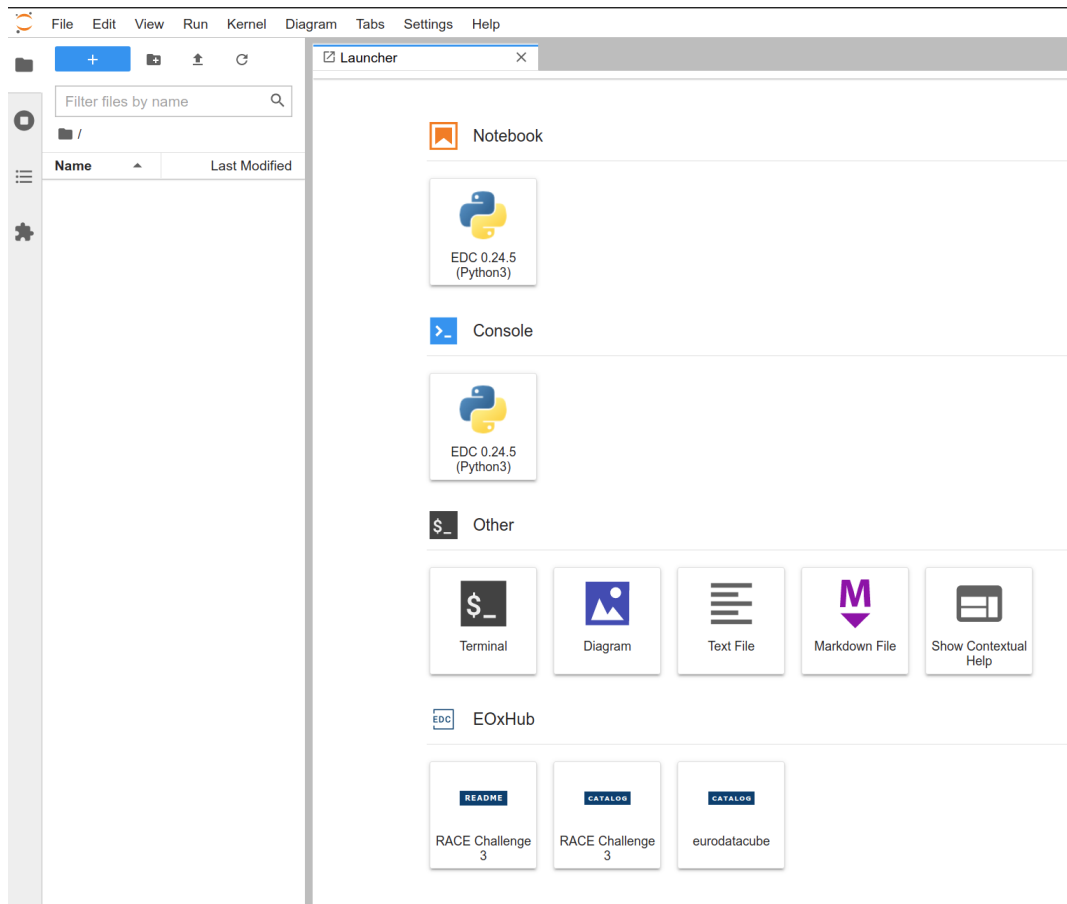 File Edit View Run Kernel Diagram Tabs Settings Help
+
Launcher
Filter files by name
/
Name Last Modified
Notebook
EDC 0.24.5
(Python3)
>_ Console
EDC 0.24.5
(Python3)
$_ Other
$_
Terminal
Diagram
Text File
M
Markdown File
Show Contextual
Help
EDC EOxHub
README
RACE Challenge
3
CATALOG
RACE Challenge
3
CATALOG
eurodatacube